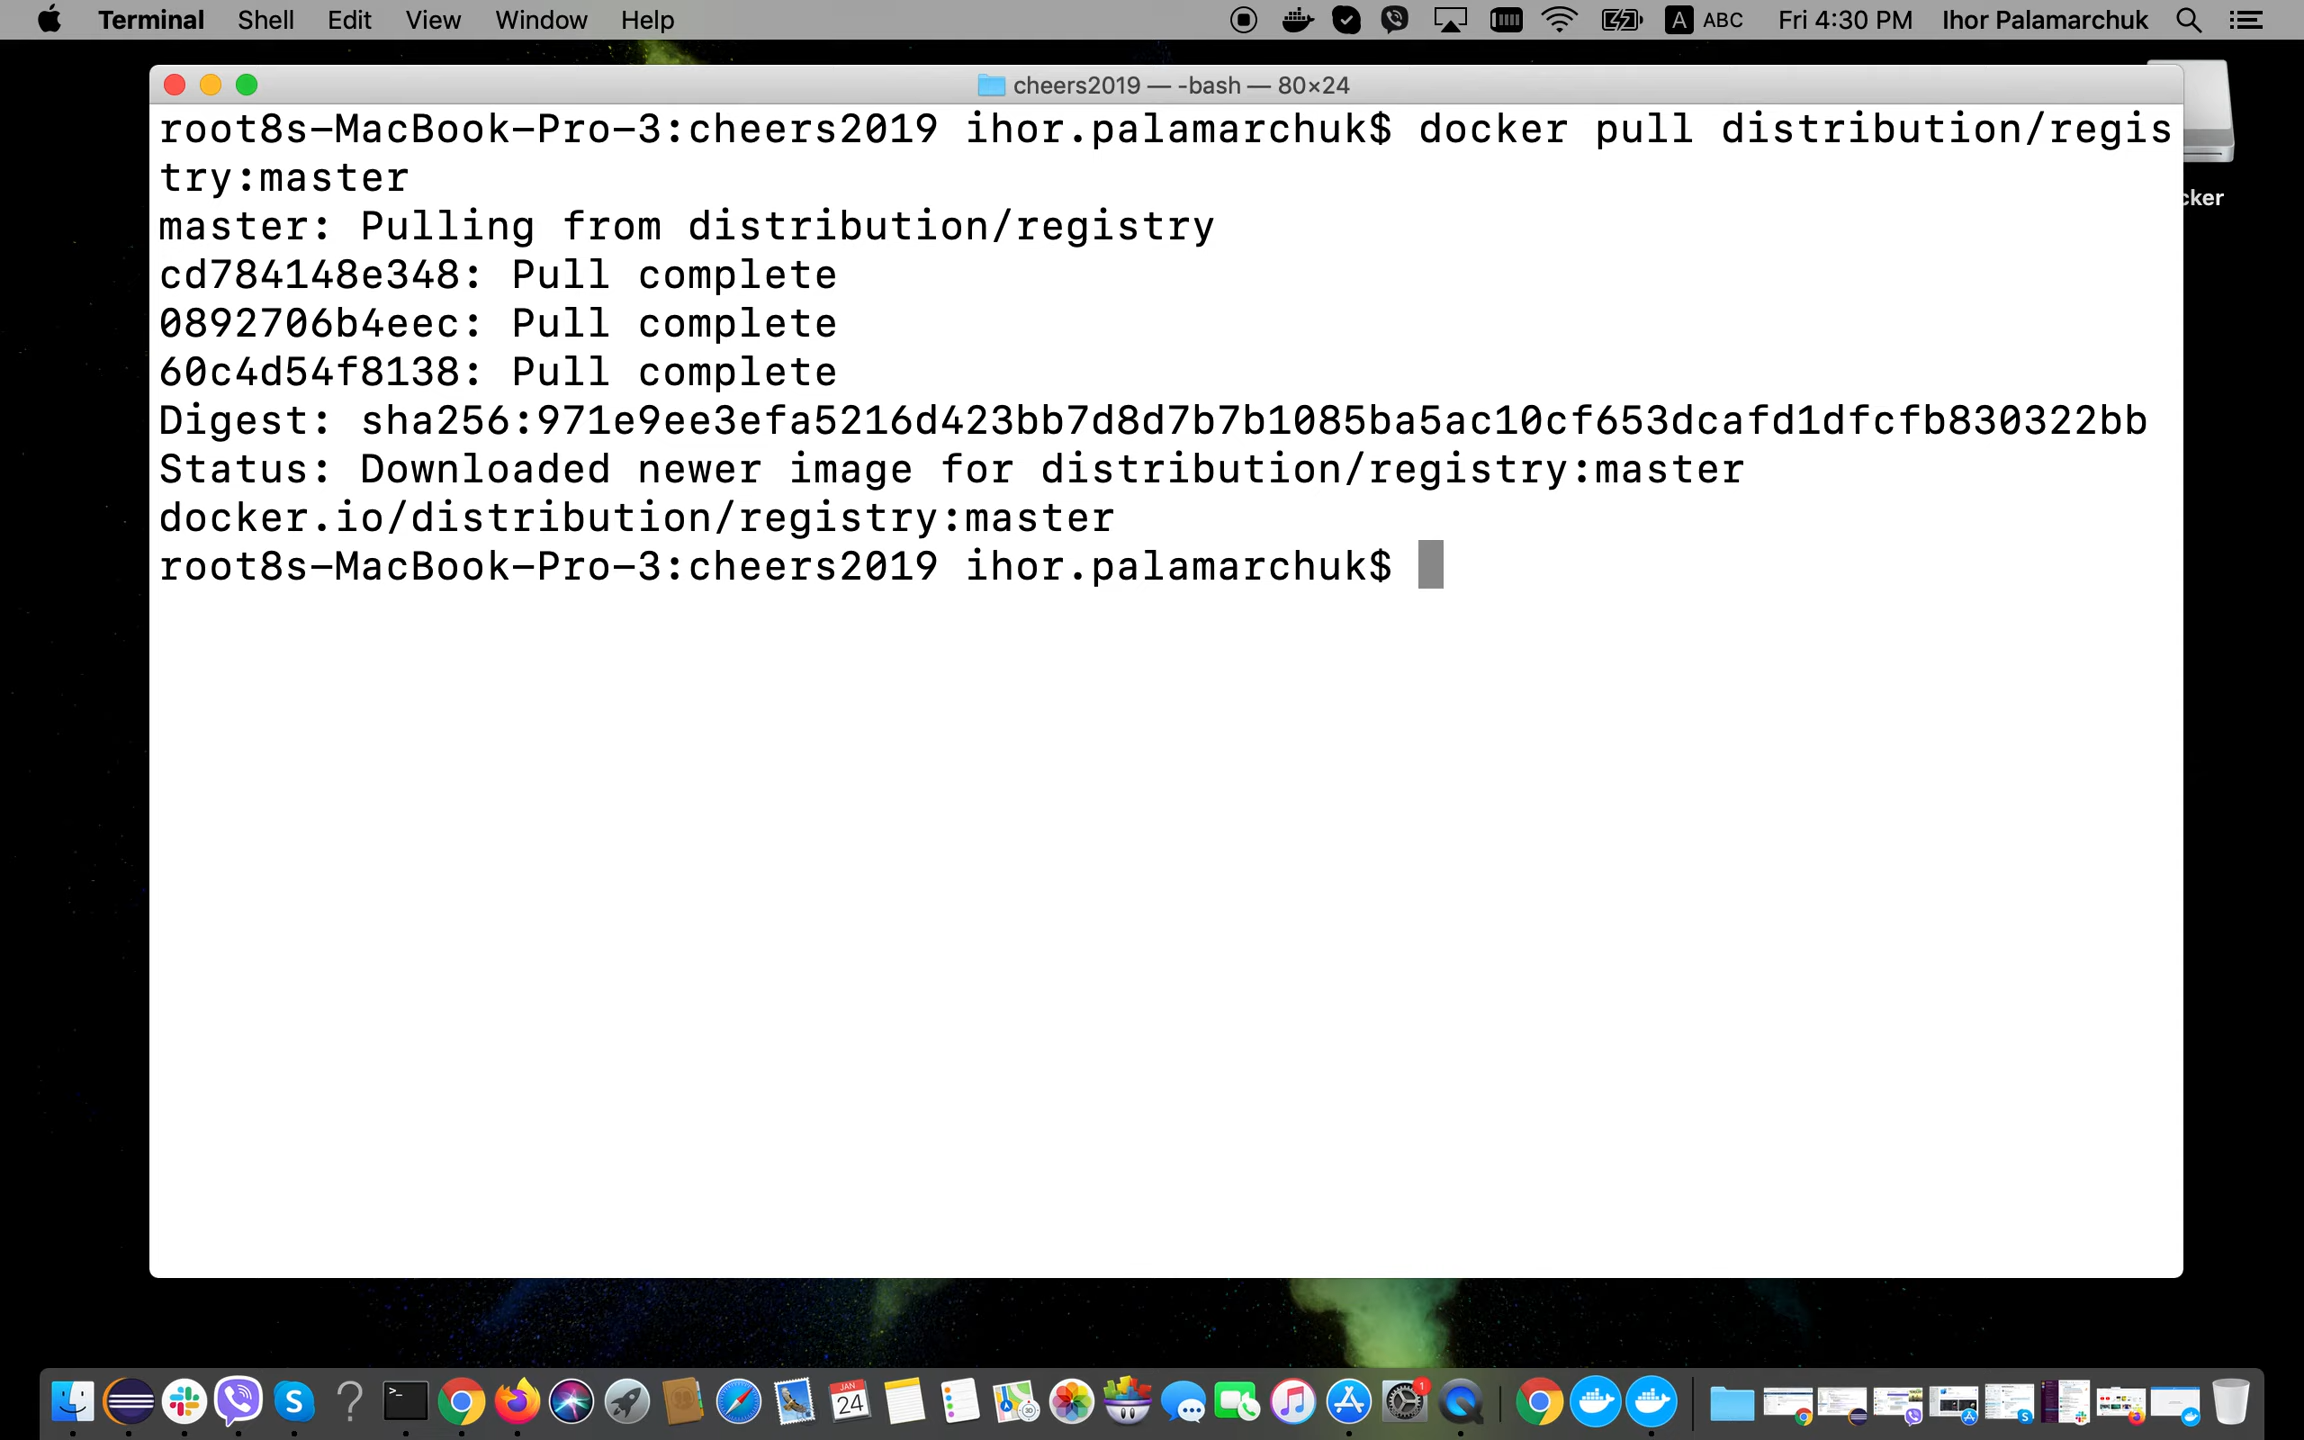 Terminal Shell Edit View Window Help ABC Fri 4:30 PM Ihor Palamarchuk
cheers2019 — -bash — 80×24
root8s-MacBook-Pro-3:cheers2019 ihor.palamarchuk$ docker pull distribution/regis
try:master
master: Pulling from distribution/registry
cd784148e348: Pull complete
0892706b4eec: Pull complete
60c4d54f8138: Pull complete
Digest: sha256:971e9ee3efa5216d423bb7d8d7b7b1085ba5ac10cf653dcafd1dfcfb830322bb
Status: Downloaded newer image for distribution/registry:master
docker.io/distribution/registry:master
root8s-MacBook-Pro-3:cheers2019 ihor.palamarchuk$
cker
JAN
24
1